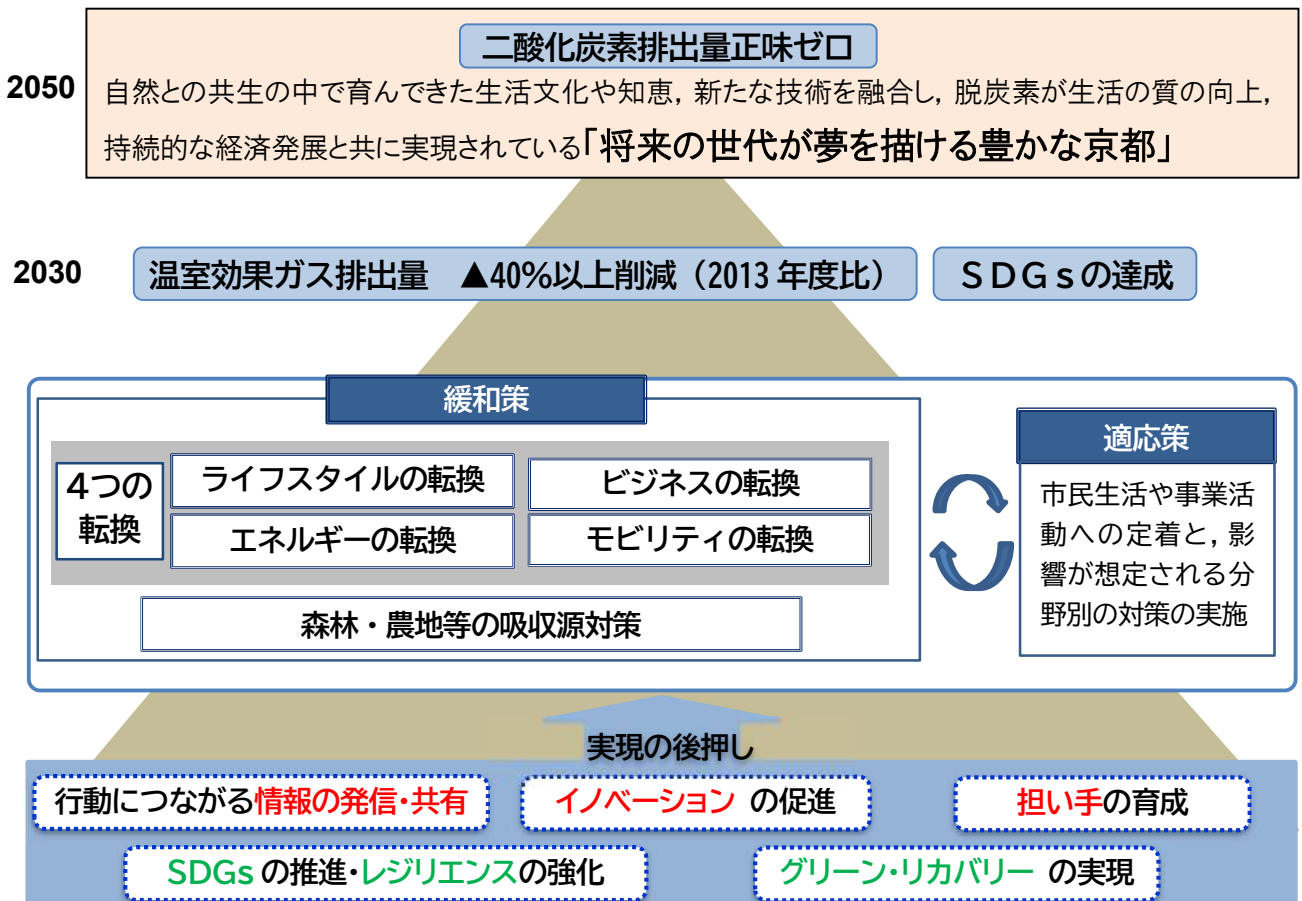 二酸化炭素排出量正味ゼロ
2050
自然との共生の中で育んできた生活文化や知恵，新たな技術を融合し，脱炭素が生活の質の向上，
持続的な経済発展と共に実現されている「将来の世代が夢を描ける豊かな京都」
2030
温室効果ガス排出量　▲40%以上削減（2013年度比）
ＳＤＧｓの達成
緩和策
4つの
転換
ライフスタイルの転換
ビジネスの転換
エネルギーの転換
モビリティの転換
森林・農地等の吸収源対策
適応策
市民生活や事業活
動への定着と，影
響が想定される分
野別の対策の実施
実現の後押し
行動につながる情報の発信・共有
イノベーション の促進
担い手の育成
SDGs の推進・レジリエンスの強化
グリーン・リカバリー の実現